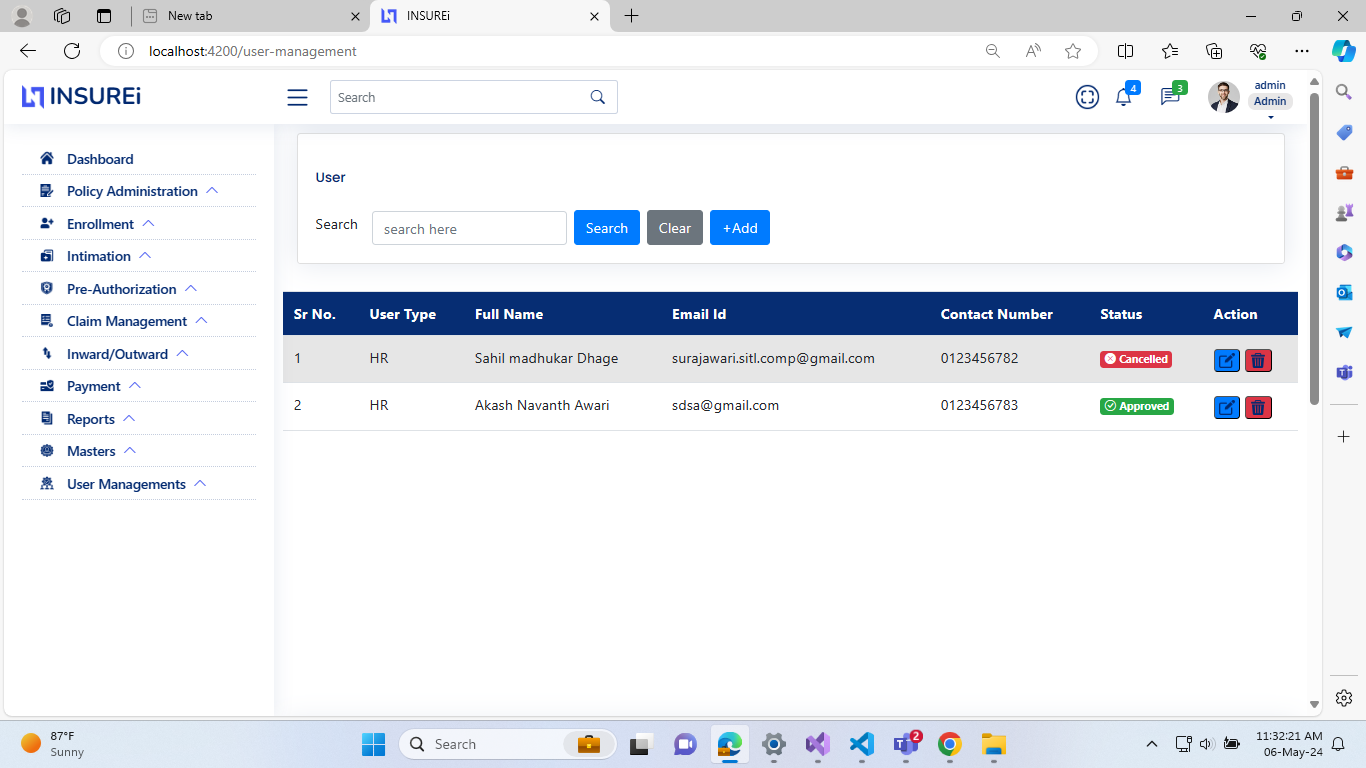 New tab
INSUREi
localhost:4200/user-management
INSUREi
Search
4
3
admin
Admin
Dashboard
Policy Administration
Enrollment
Intimation
Pre-Authorization
Claim Management
Inward/Outward
Payment
Reports
Masters
User Managements
User
Search
search here
Search
Clear
+Add
Sr No. User Type Full Name Email Id Contact Number Status Action
1 HR Sahil madhukar Dhage surajawari.sitl.comp@gmail.com 0123456782 Cancelled
2 HR Akash Navanth Awari sdsa@gmail.com 0123456783 Approved
87°F
Sunny
Search
2
11:32:21 AM
06-May-24